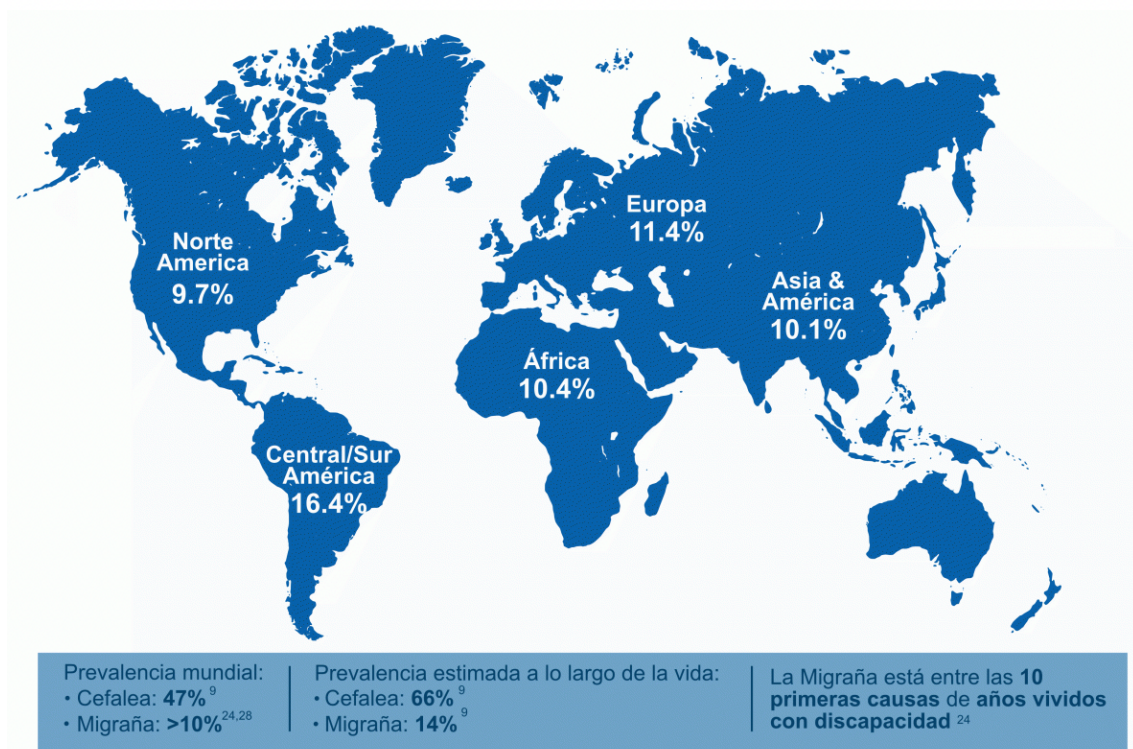 Norte
America
9.7%
Europa
11.4%
Asia &
América
10.1%
África
10.4%
Central/Sur
América
16.4%
Prevalencia mundial:
• Cefalea: 47% 9
• Migraña: >10% 24,28
Prevalencia estimada a lo largo de la vida:
• Cefalea: 66% 9
• Migraña: 14% 9
La Migraña está entre las 10
primeras causas de años vividos
con discapacidad 24